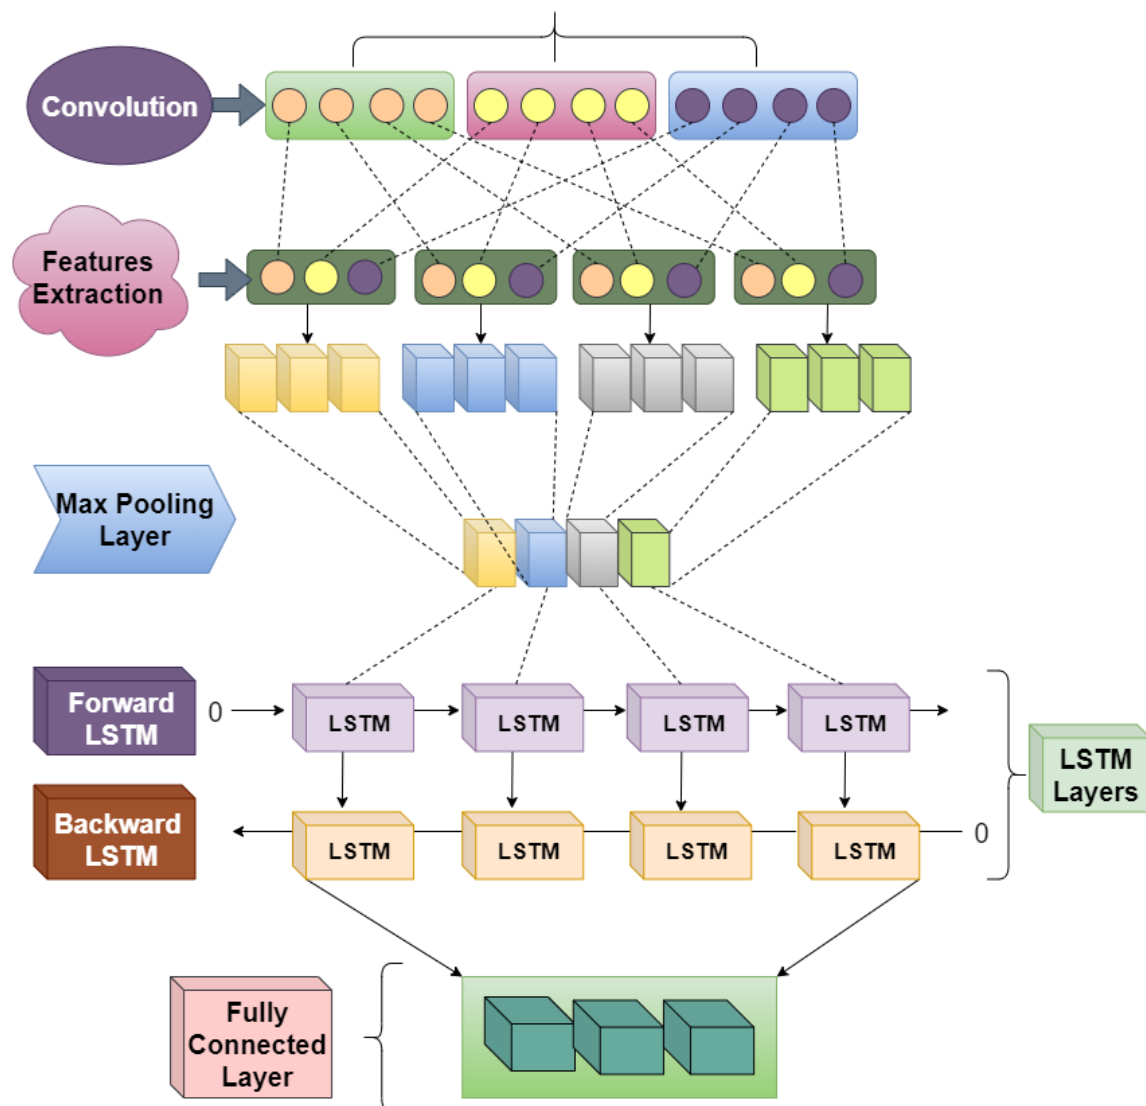 Convolution
Features
Extraction
Max Pooling
Layer
Forward
LSTM
0
LSTM
LSTM
LSTM
LSTM
LSTM
Layers
Backward
LSTM
LSTM
LSTM
LSTM
LSTM
0
Fully
Connected
Layer